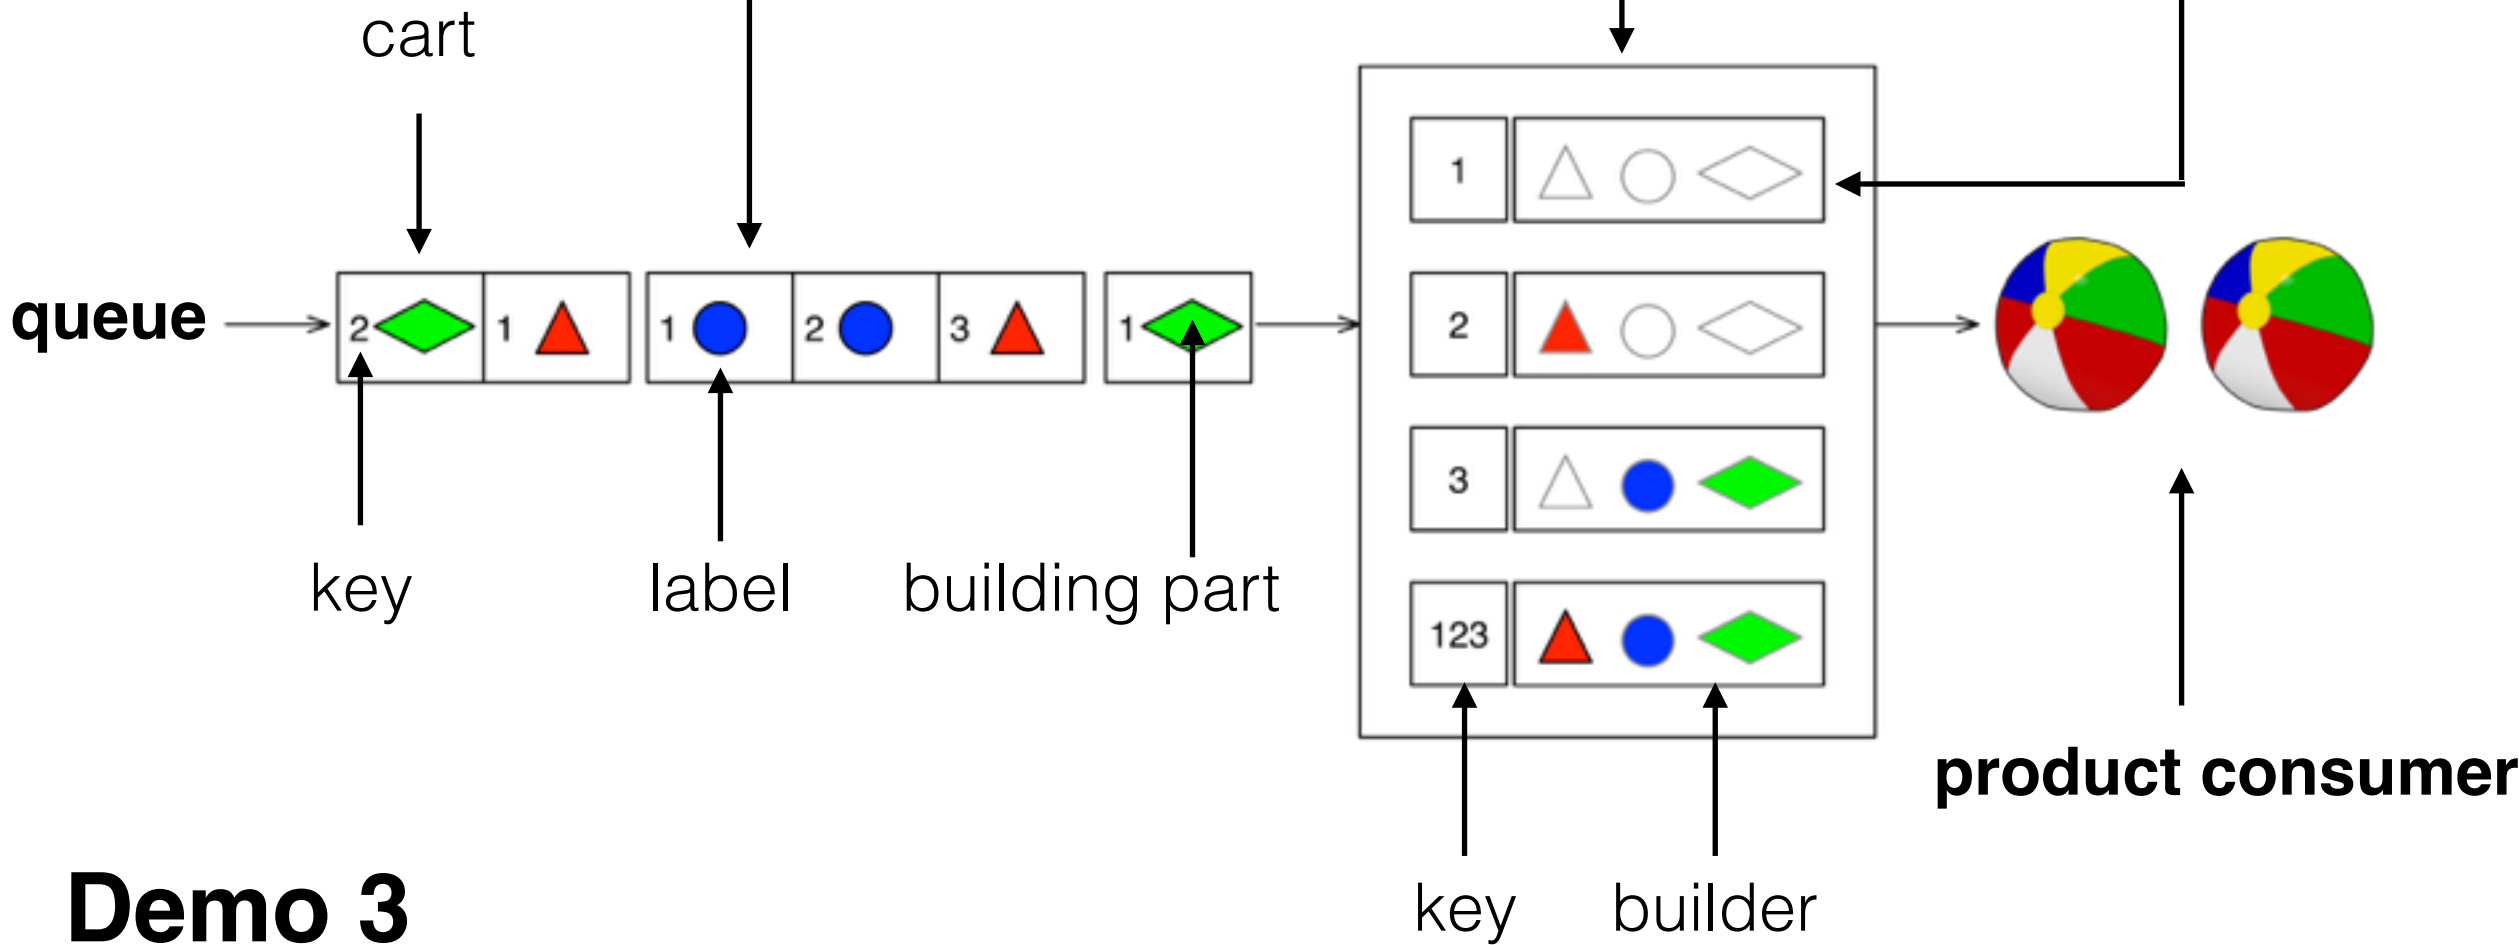 cart
1
queue
2 1 1 2 3 1
2
3
key label building part
123
product consumer
Demo 3
key builder